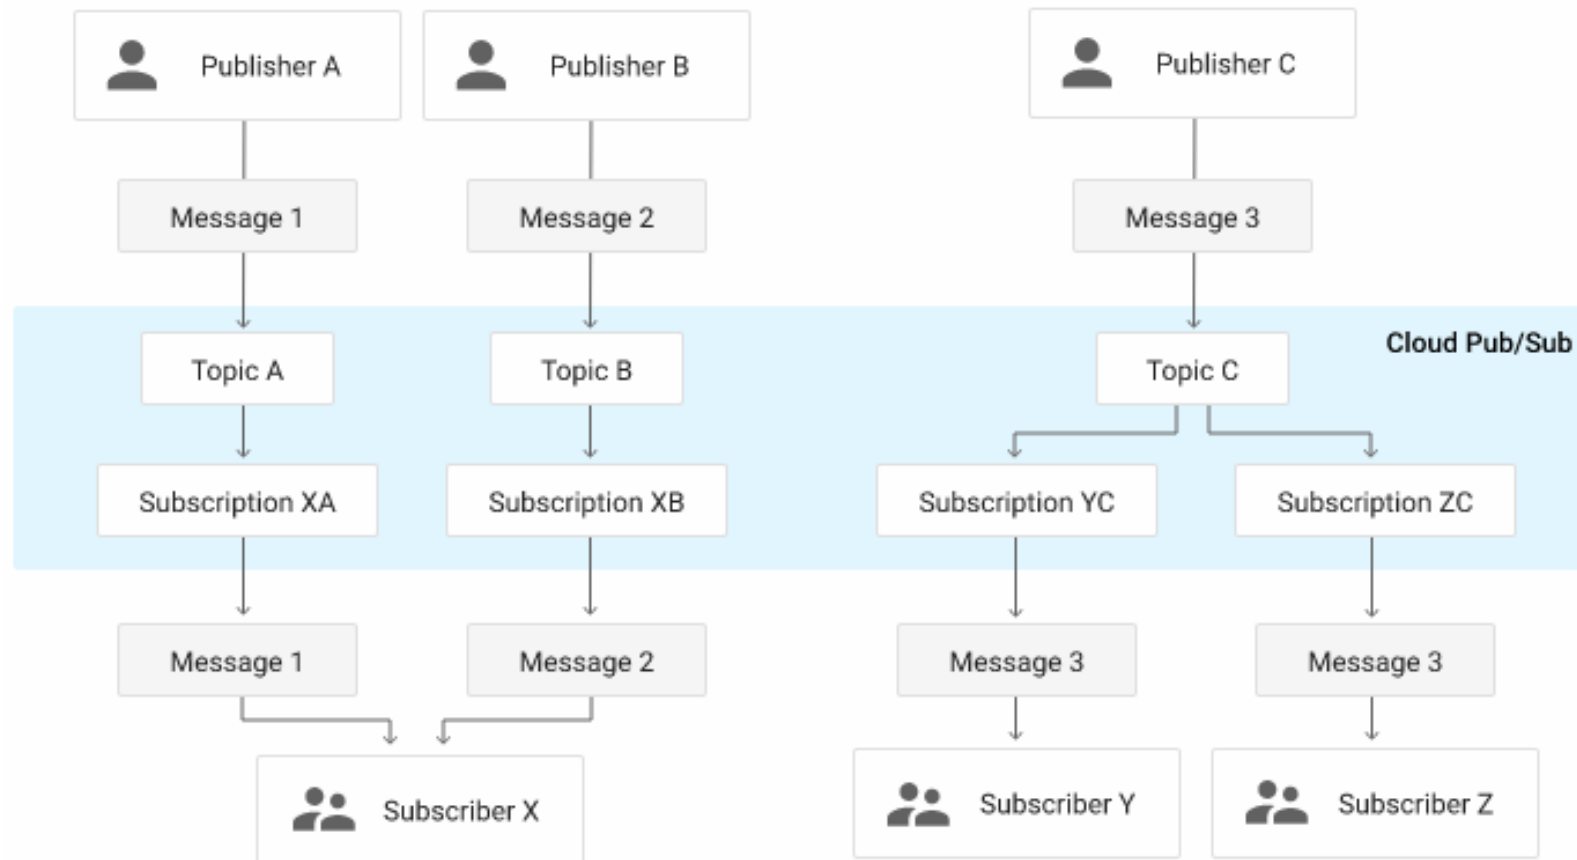 Publisher A
Publisher B
Publisher C
Message 1
Message 2
Message 3
Cloud Pub/Sub
Topic A
Topic B
Topic C
Subscription XA
Subscription XB
Subscription YC
Subscription ZC
Message 1
Message 2
Message 3
Message 3
Subscriber X
Subscriber Y
Subscriber Z